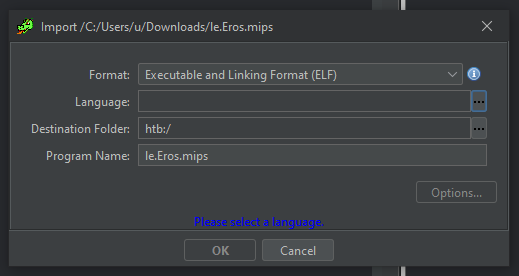 Import /C:/Users/u/Downloads/le.Eros.mips
Format: Executable and Linking Format (ELF)
Language: ...
Destination Folder: htb:/ ...
Program Name: le.Eros.mips
Options...
Please select a language.
OK Cancel